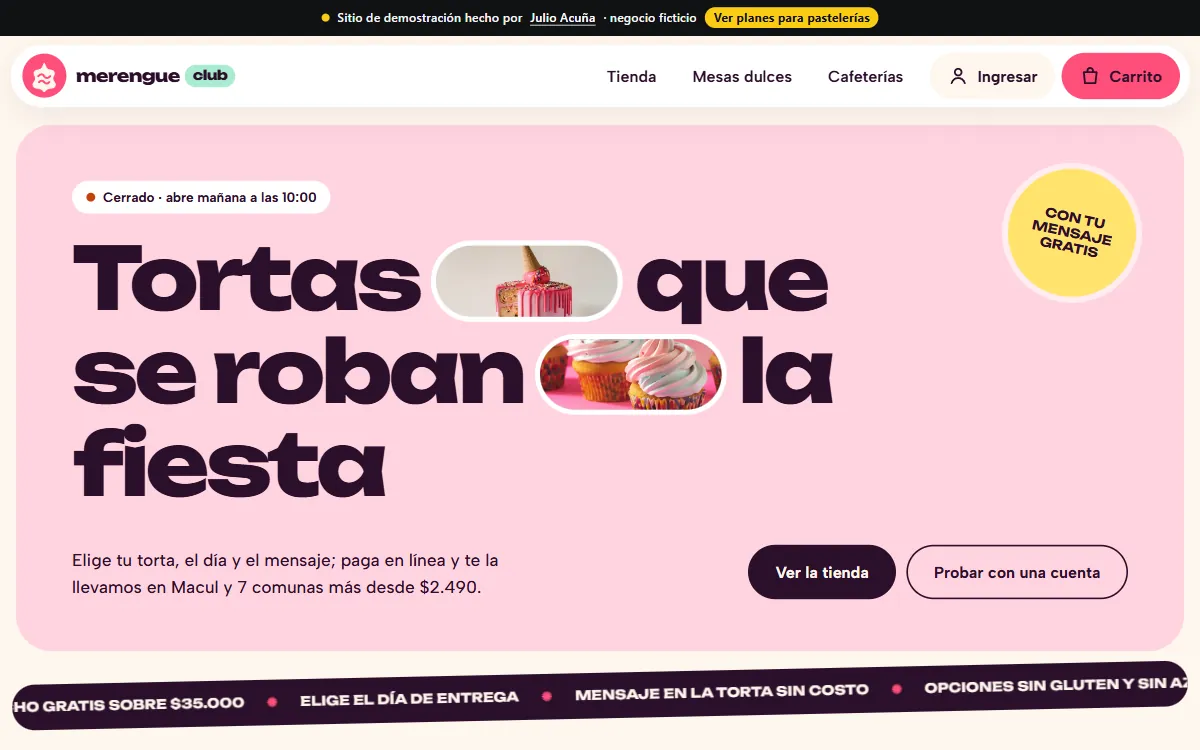 Sitio de demostración hecho por Julio Acuña · negocio ficticio Ver planes para pastelerías
merengue club
Tienda Mesas dulces Cafeterías Ingresar Carrito
Cerrado · abre mañana a las 10:00
CON TU
MENSAJE
GRATIS
Tortas que
se roban la
fiesta
Elige tu torta, el día y el mensaje; paga en línea y te la
llevamos en Macul y 7 comunas más desde $2.490.
Ver la tienda Probar con una cuenta
HO GRATIS SOBRE $35.000 ELIGE EL DÍA DE ENTREGA MENSAJE EN LA TORTA SIN COSTO OPCIONES SIN GLUTEN Y SIN AZ